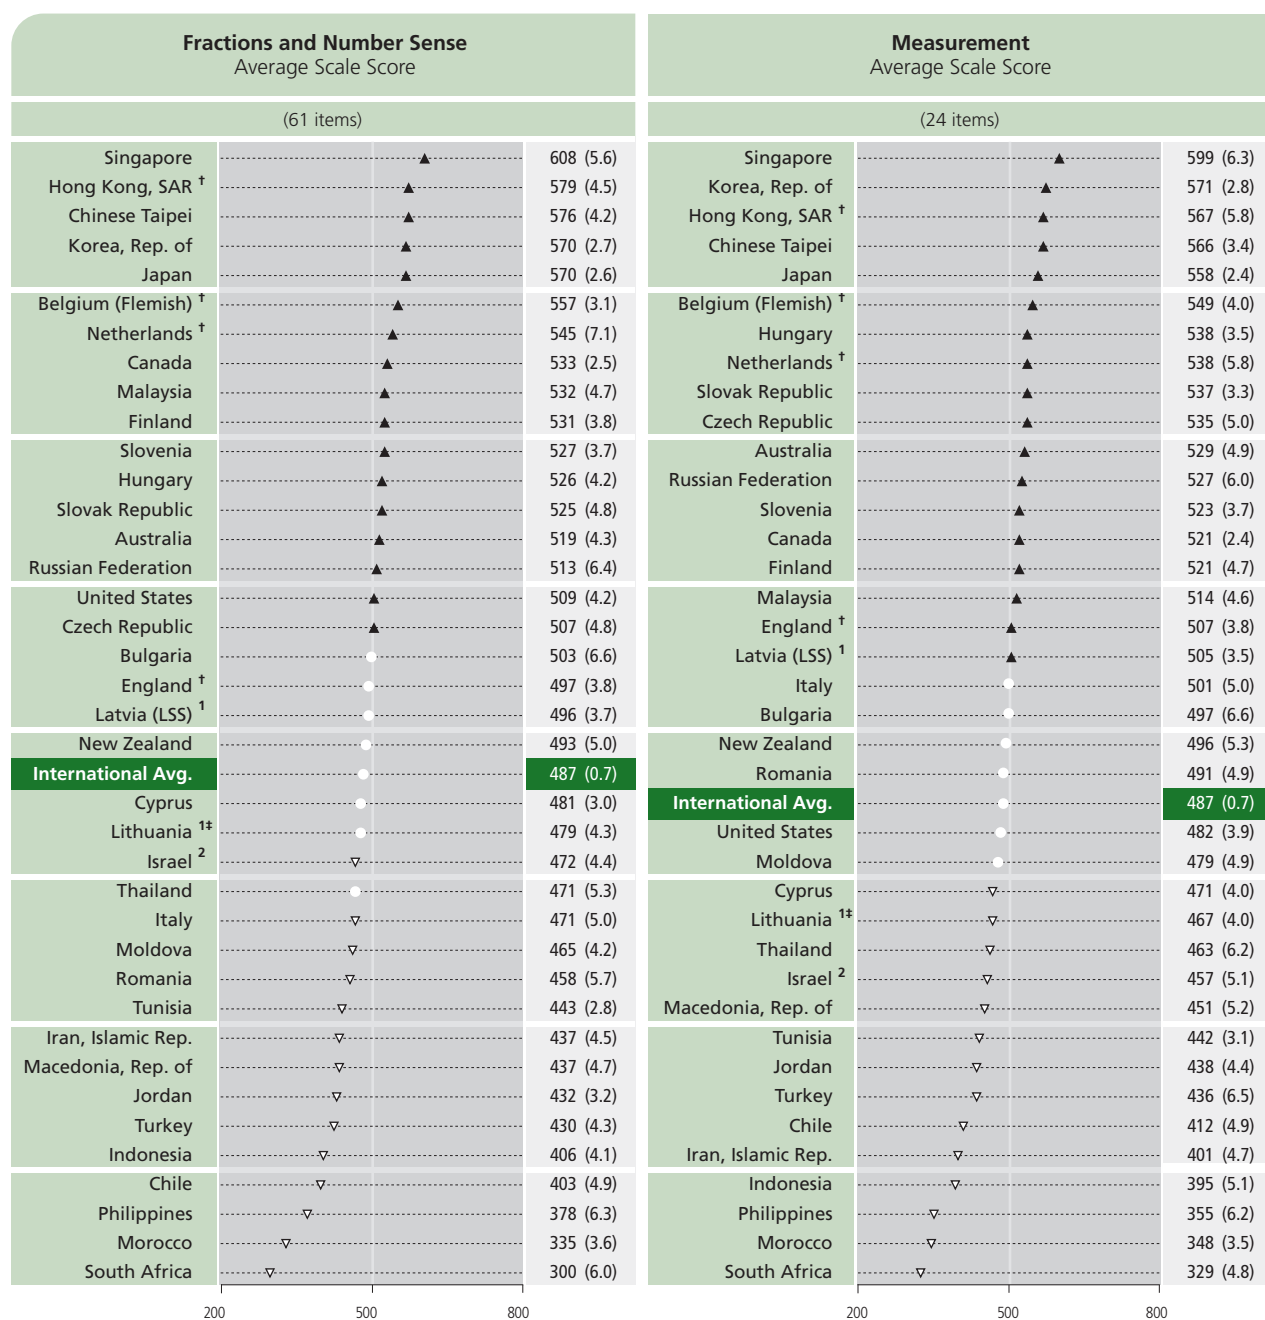 Fractions and Number Sense
Average Scale Score
(61 items)
Singapore 608 (5.6)
Hong Kong, SAR † 579 (4.5)
Chinese Taipei 576 (4.2)
Korea, Rep. of 570 (2.7)
Japan 570 (2.6)
Belgium (Flemish) † 557 (3.1)
Netherlands † 545 (7.1)
Canada 533 (2.5)
Malaysia 532 (4.7)
Finland 531 (3.8)
Slovenia 527 (3.7)
Hungary 526 (4.2)
Slovak Republic 525 (4.8)
Australia 519 (4.3)
Russian Federation 513 (6.4)
United States 509 (4.2)
Czech Republic 507 (4.8)
Bulgaria 503 (6.6)
England † 497 (3.8)
Latvia (LSS) 1 496 (3.7)
New Zealand 493 (5.0)
International Avg. 487 (0.7)
Cyprus 481 (3.0)
Lithuania 1‡ 479 (4.3)
Israel 2 472 (4.4)
Thailand 471 (5.3)
Italy 471 (5.0)
Moldova 465 (4.2)
Romania 458 (5.7)
Tunisia 443 (2.8)
Iran, Islamic Rep. 437 (4.5)
Macedonia, Rep. of 437 (4.7)
Jordan 432 (3.2)
Turkey 430 (4.3)
Indonesia 406 (4.1)
Chile 403 (4.9)
Philippines 378 (6.3)
Morocco 335 (3.6)
South Africa 300 (6.0)
200 500 800
Measurement
Average Scale Score
(24 items)
Singapore 599 (6.3)
Korea, Rep. of 571 (2.8)
Hong Kong, SAR † 567 (5.8)
Chinese Taipei 566 (3.4)
Japan 558 (2.4)
Belgium (Flemish) † 549 (4.0)
Hungary 538 (3.5)
Netherlands † 538 (5.8)
Slovak Republic 537 (3.3)
Czech Republic 535 (5.0)
Australia 529 (4.9)
Russian Federation 527 (6.0)
Slovenia 523 (3.7)
Canada 521 (2.4)
Finland 521 (4.7)
Malaysia 514 (4.6)
England † 507 (3.8)
Latvia (LSS) 1 505 (3.5)
Italy 501 (5.0)
Bulgaria 497 (6.6)
New Zealand 496 (5.3)
Romania 491 (4.9)
International Avg. 487 (0.7)
United States 482 (3.9)
Moldova 479 (4.9)
Cyprus 471 (4.0)
Lithuania 1‡ 467 (4.0)
Thailand 463 (6.2)
Israel 2 457 (5.1)
Macedonia, Rep. of 451 (5.2)
Tunisia 442 (3.1)
Jordan 438 (4.4)
Turkey 436 (6.5)
Chile 412 (4.9)
Iran, Islamic Rep. 401 (4.7)
Indonesia 395 (5.1)
Philippines 355 (6.2)
Morocco 348 (3.5)
South Africa 329 (4.8)
200 500 800